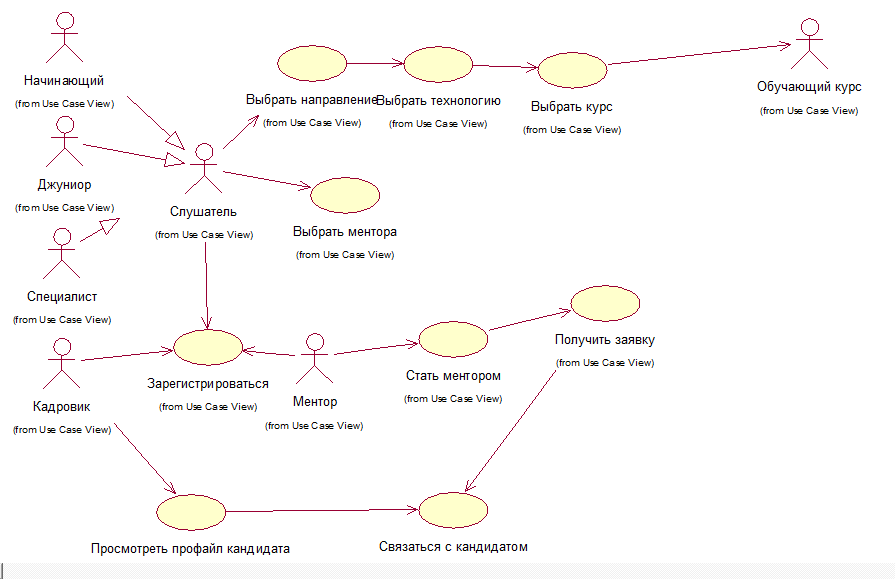 Начинающий
(from Use Case View)
Джуниор
(from Use Case View)
Специалист
(from Use Case View)
Кадровик
(from Use Case View)
Слушатель
(from Use Case View)
Выбрать направление
(from Use Case View)
Выбрать технологию
(from Use Case View)
Выбрать курс
(from Use Case View)
Обучающий курс
(from Use Case View)
Выбрать ментора
(from Use Case View)
Зарегистрироваться
(from Use Case View)
Ментор
(from Use Case View)
Стать ментором
(from Use Case View)
Получить заявку
(from Use Case View)
Просмотреть профайл кандидата
Связаться с кандидатом